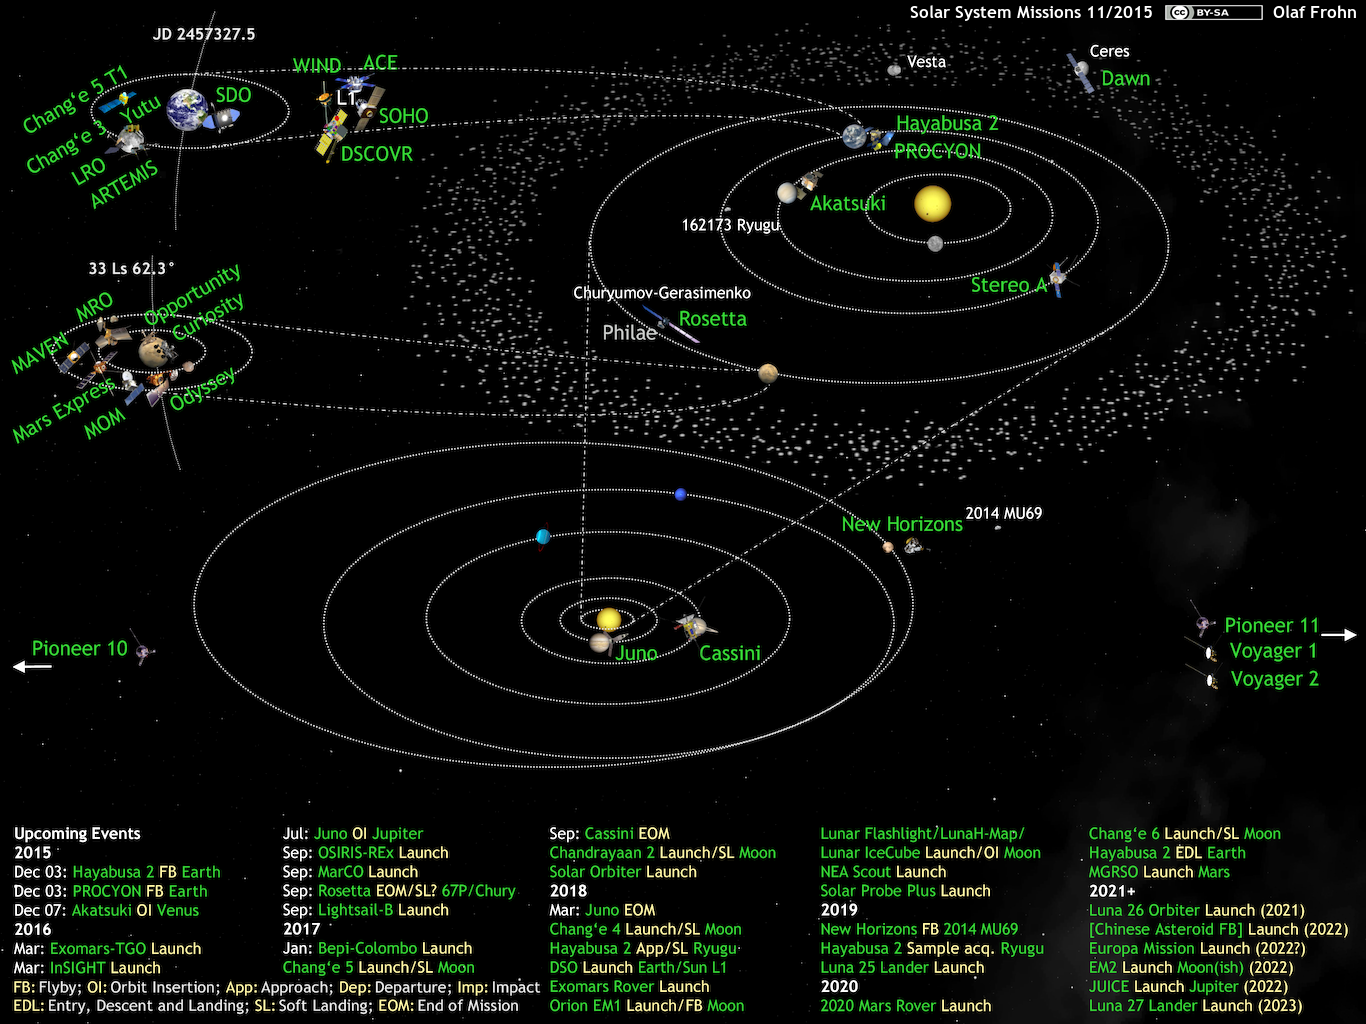 Solar System Missions 11/2015 cc BY-SA Olaf Frohn
JD 2457327.5
Chang‘e 5 T1
Yutu
Chang‘e 3
LRO
ARTEMIS
SDO
WIND
ACE
L1
SOHO
DSCOVR
Vesta
Ceres
Dawn
Hayabusa 2
PROCYON
Akatsuki
162173 Ryugu
Stereo A
Churyumov-Gerasimenko
Rosetta
Philae
33 Ls 62.3°
MRO
Opportunity
Curiosity
MAVEN
Mars Express
MOM
Odyssey
New Horizons
2014 MU69
Juno
Cassini
Pioneer 10
Pioneer 11
Voyager 1
Voyager 2
Upcoming Events
2015
Dec 03: Hayabusa 2 FB Earth
Dec 03: PROCYON FB Earth
Dec 07: Akatsuki OI Venus
2016
Mar: Exomars-TGO Launch
Mar: InSIGHT Launch
Jul: Juno OI Jupiter
Sep: OSIRIS-REx Launch
Sep: MarCO Launch
Sep: Rosetta EOM/SL? 67P/Chury
Sep: Lightsail-B Launch
2017
Jan: Bepi-Colombo Launch
Chang‘e 5 Launch/SL Moon
FB: Flyby; OI: Orbit Insertion; App: Approach; Dep: Departure; Imp: Impact
EDL: Entry, Descent and Landing; SL: Soft Landing; EOM: End of Mission
Sep: Cassini EOM
Chandrayaan 2 Launch/SL Moon
Solar Orbiter Launch
2018
Mar: Juno EOM
Chang‘e 4 Launch/SL Moon
Hayabusa 2 App/SL Ryugu
DSO Launch Earth/Sun L1
Exomars Rover Launch
Orion EM1 Launch/FB Moon
Lunar Flashlight/LunaH-Map/
Lunar IceCube Launch/OI Moon
NEA Scout Launch
Solar Probe Plus Launch
2019
New Horizons FB 2014 MU69
Hayabusa 2 Sample acq. Ryugu
Luna 25 Lander Launch
2020
2020 Mars Rover Launch
Chang‘e 6 Launch/SL Moon
Hayabusa 2 EDL Earth
MGRSO Launch Mars
2021+
Luna 26 Orbiter Launch (2021)
[Chinese Asteroid FB] Launch (2022)
Europa Mission Launch (2022?)
EM2 Launch Moon(ish) (2022)
JUICE Launch Jupiter (2022)
Luna 27 Lander Launch (2023)